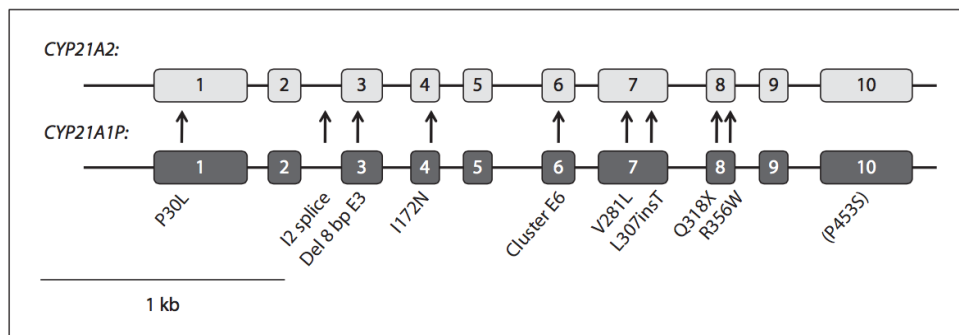 CYP21A2:
1 2 3 4 5 6 7 8 9 10
CYP21A1P:
1 2 3 4 5 6 7 8 9 10
P30L
I2 splice
Del 8 bp E3
I172N
Cluster E6
V281L
L307insT
Q318X
R356W
(P453S)
1 kb